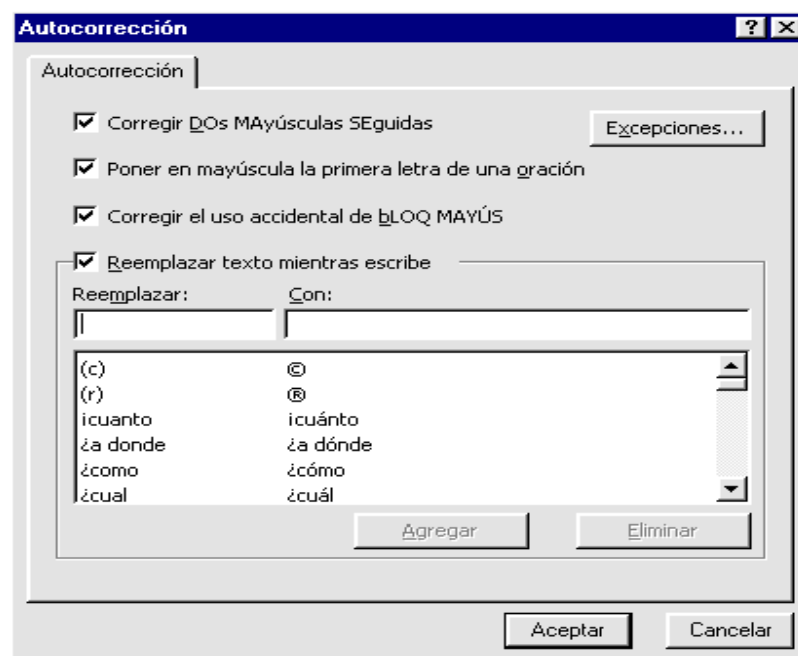 Autocorrección
Autocorrección
Corregir DOs MAyúsculas SEguidas
Excepciones...
Poner en mayúscula la primera letra de una oración
Corregir el uso accidental de bLOQ MAYÚS
Reemplazar texto mientras escribe
Reemplazar: Con:
(c) ©
(r) ®
¡cuanto ¡cuánto
¿a donde ¿a dónde
¿como ¿cómo
¿cual ¿cuál
Agregar Eliminar
Aceptar Cancelar